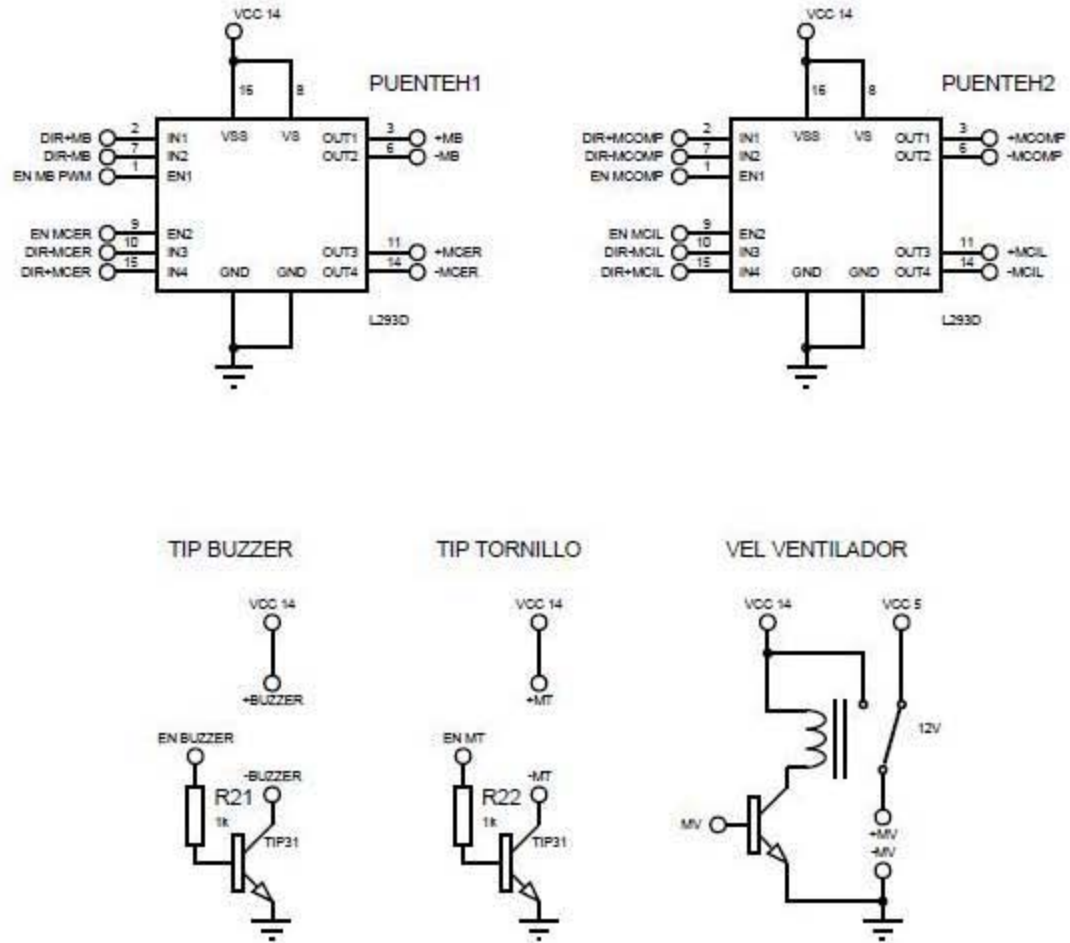 VCC 14
VCC 14
16 8
PUENTEH1
16 8
PUENTEH2
DIR+MB 2 IN1 VSS VS OUT1 3 +MB
DIR-MB 7 IN2 OUT2 6 -MB
EN MB PWM 1 EN1
EN MCER 9 EN2
DIR-MCER 10 IN3 OUT3 11 +MCER
DIR+MCER 15 IN4 GND GND OUT4 14 -MCER
L293D
DIR+MCOMP 2 IN1 VSS VS OUT1 3 +MCOMP
DIR-MCOMP 7 IN2 OUT2 6 -MCOMP
EN MCOMP 1 EN1
EN MCIL 9 EN2
DIR-MCIL 10 IN3 OUT3 11 +MCIL
DIR+MCIL 15 IN4 GND GND OUT4 14 -MCIL
L293D
TIP BUZZER
VCC 14
+BUZZER
EN BUZZER
-BUZZER
R21
1k
TIP31
TIP TORNILLO
VCC 14
+MT
EN MT
-MT
R22
1k
TIP31
VEL VENTILADOR
VCC 14
VCC 5
12V
MV
+MV
-MV